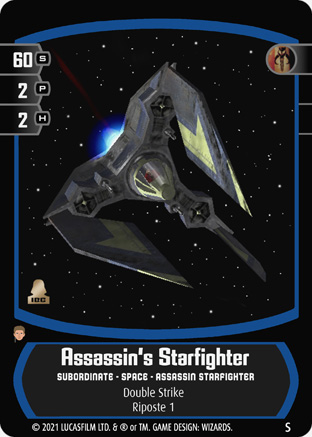 60 S
2 P
2 H
Assassin's Starfighter
SUBORDINATE - SPACE - ASSASSIN STARFIGHTER
Double Strike
Riposte 1
© 2021 LUCASFILM LTD. & ® or TM. GAME DESIGN: WIZARDS.
S